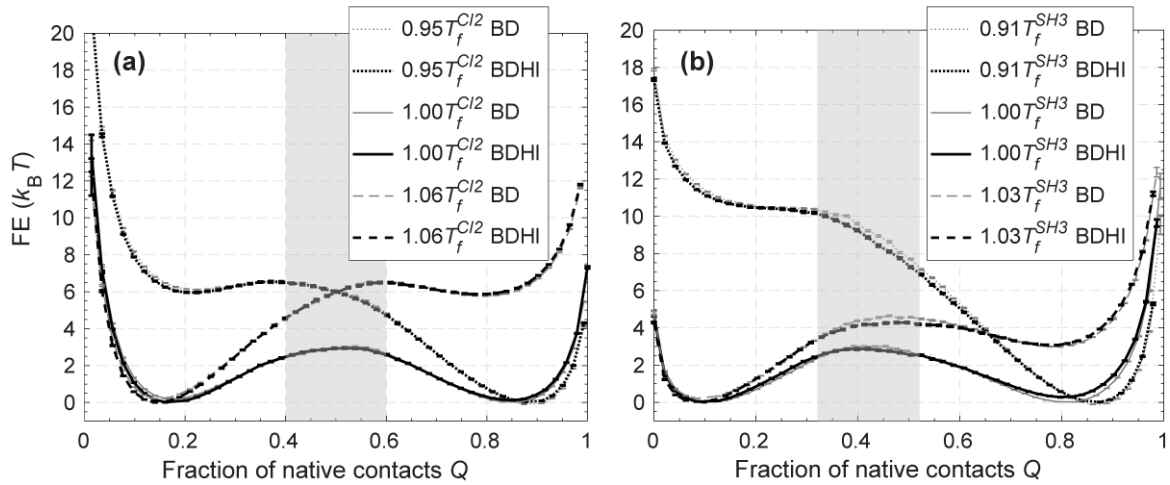 (a)
0.95T_f^{CI2} BD
0.95T_f^{CI2} BDHI
1.00T_f^{CI2} BD
1.00T_f^{CI2} BDHI
1.06T_f^{CI2} BD
1.06T_f^{CI2} BDHI
FE (k_B T)
20
18
16
14
12
10
8
6
4
2
0
0
0.2
0.4
0.6
0.8
1
Fraction of native contacts Q
(b)
0.91T_f^{SH3} BD
0.91T_f^{SH3} BDHI
1.00T_f^{SH3} BD
1.00T_f^{SH3} BDHI
1.03T_f^{SH3} BD
1.03T_f^{SH3} BDHI
20
18
16
14
12
10
8
6
4
2
0
0
0.2
0.4
0.6
0.8
1
Fraction of native contacts Q